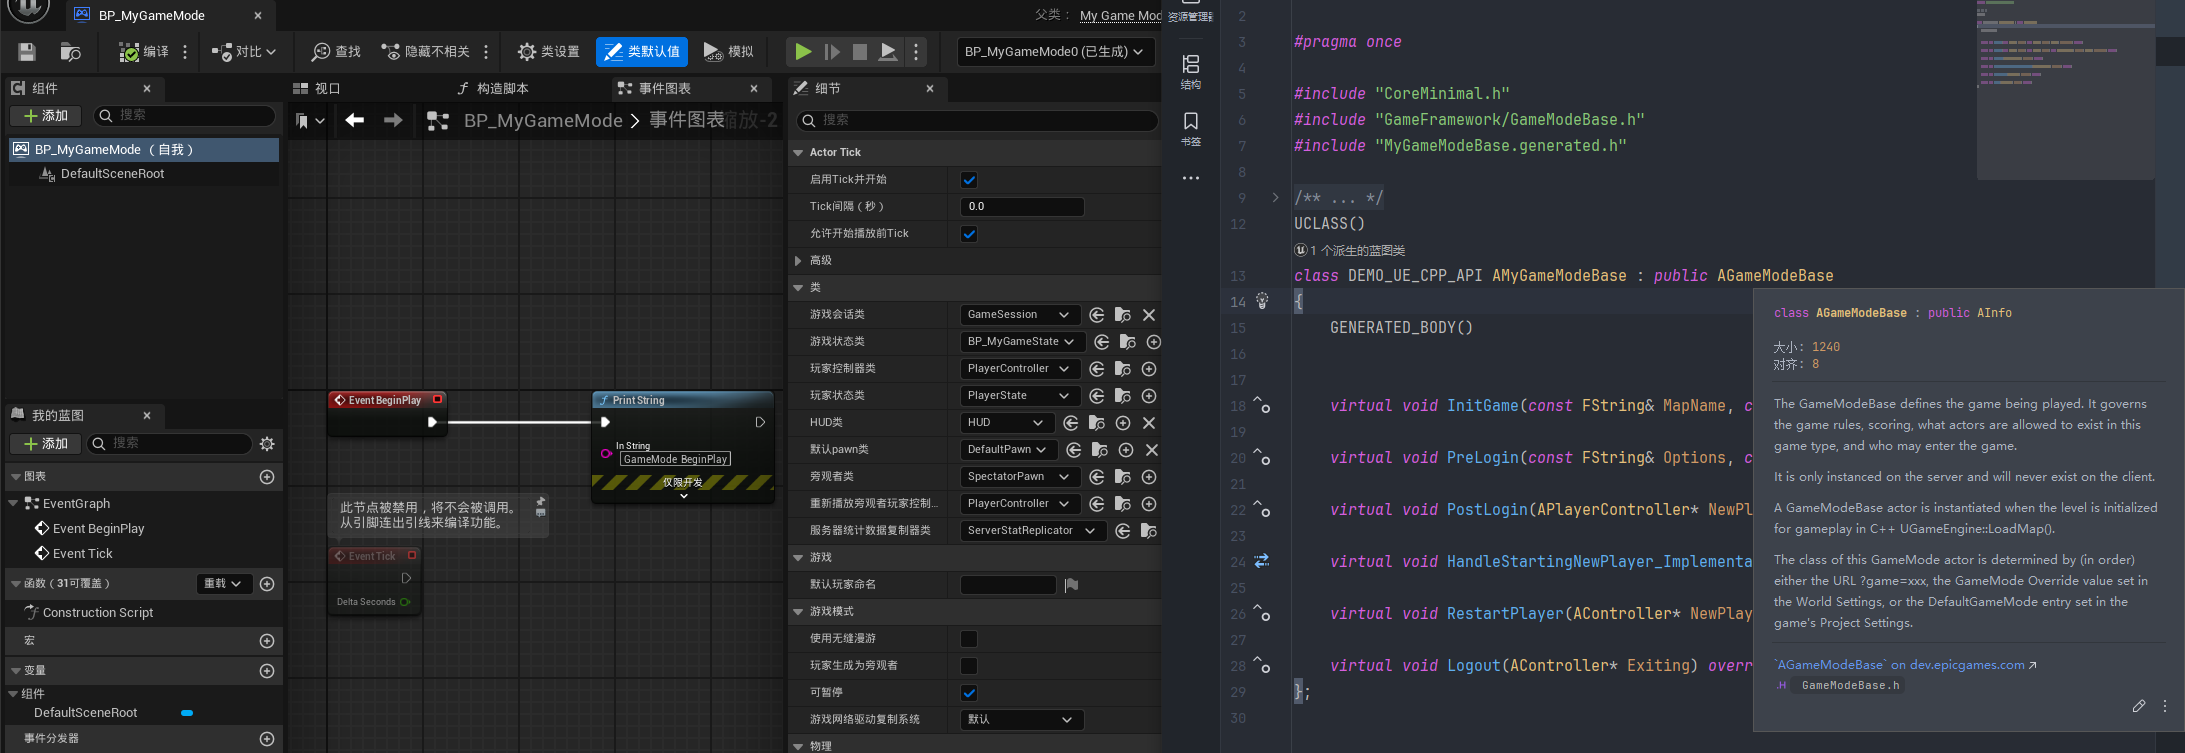 BP_MyGameMode
父类：
My Game Mod
编译
对比
查找
隐藏不相关
类设置
类默认值
模拟
BP_MyGameMode0 (已生成)
组件
添加
搜索
BP_MyGameMode （自我）
DefaultSceneRoot
我的蓝图
添加
搜索
图表
EventGraph
Event BeginPlay
Event Tick
函数（31可覆盖）
重载
Construction Script
宏
变量
组件
DefaultSceneRoot
事件分发器
视口
构造脚本
事件图表
BP_MyGameMode > 事件图表
缩放-2
Event BeginPlay
Print String
In String
GameMode BeginPlay
仅限开发
此节点被禁用，将不会被调用。
从引脚连出引线来编译功能。
Event Tick
Delta Seconds
细节
搜索
Actor Tick
启用Tick并开始
Tick间隔（秒）
0.0
允许开始播放前Tick
高级
类
游戏会话类
GameSession
游戏状态类
BP_MyGameState
玩家控制器类
PlayerController
玩家状态类
PlayerState
HUD类
HUD
默认pawn类
DefaultPawn
旁观者类
SpectatorPawn
重新播放旁观者玩家控制...
PlayerController
服务器统计数据复制器类
ServerStatReplicator
游戏
默认玩家命名
游戏模式
使用无缝漫游
玩家生成为旁观者
可暂停
游戏网络驱动复制系统
默认
物理
资源管理器
结构
书签
2
3 #pragma once
4
5 #include "CoreMinimal.h"
6 #include "GameFramework/GameModeBase.h"
7 #include "MyGameModeBase.generated.h"
8
9 /** ... */
12 UCLASS()
1 个派生的蓝图类
13 class DEMO_UE_CPP_API AMyGameModeBase : public AGameModeBase
14 {
15 GENERATED_BODY()
16
17
18 virtual void InitGame(const FString& MapName, c
19
20 virtual void PreLogin(const FString& Options, c
21
22 virtual void PostLogin(APlayerController* NewPl
23
24 virtual void HandleStartingNewPlayer_Implementa
25
26 virtual void RestartPlayer(AController* NewPlay
27
28 virtual void Logout(AController* Exiting) overr
29 };
30
class AGameModeBase : public AInfo
大小: 1240
对齐: 8
The GameModeBase defines the game being played. It governs
the game rules, scoring, what actors are allowed to exist in this
game type, and who may enter the game.
It is only instanced on the server and will never exist on the client.
A GameModeBase actor is instantiated when the level is initialized
for gameplay in C++ UGameEngine::LoadMap().
The class of this GameMode actor is determined by (in order)
either the URL ?game=xxx, the GameMode Override value set in
the World Settings, or the DefaultGameMode entry set in the
game's Project Settings.
`AGameModeBase` on dev.epicgames.com
.H GameModeBase.h